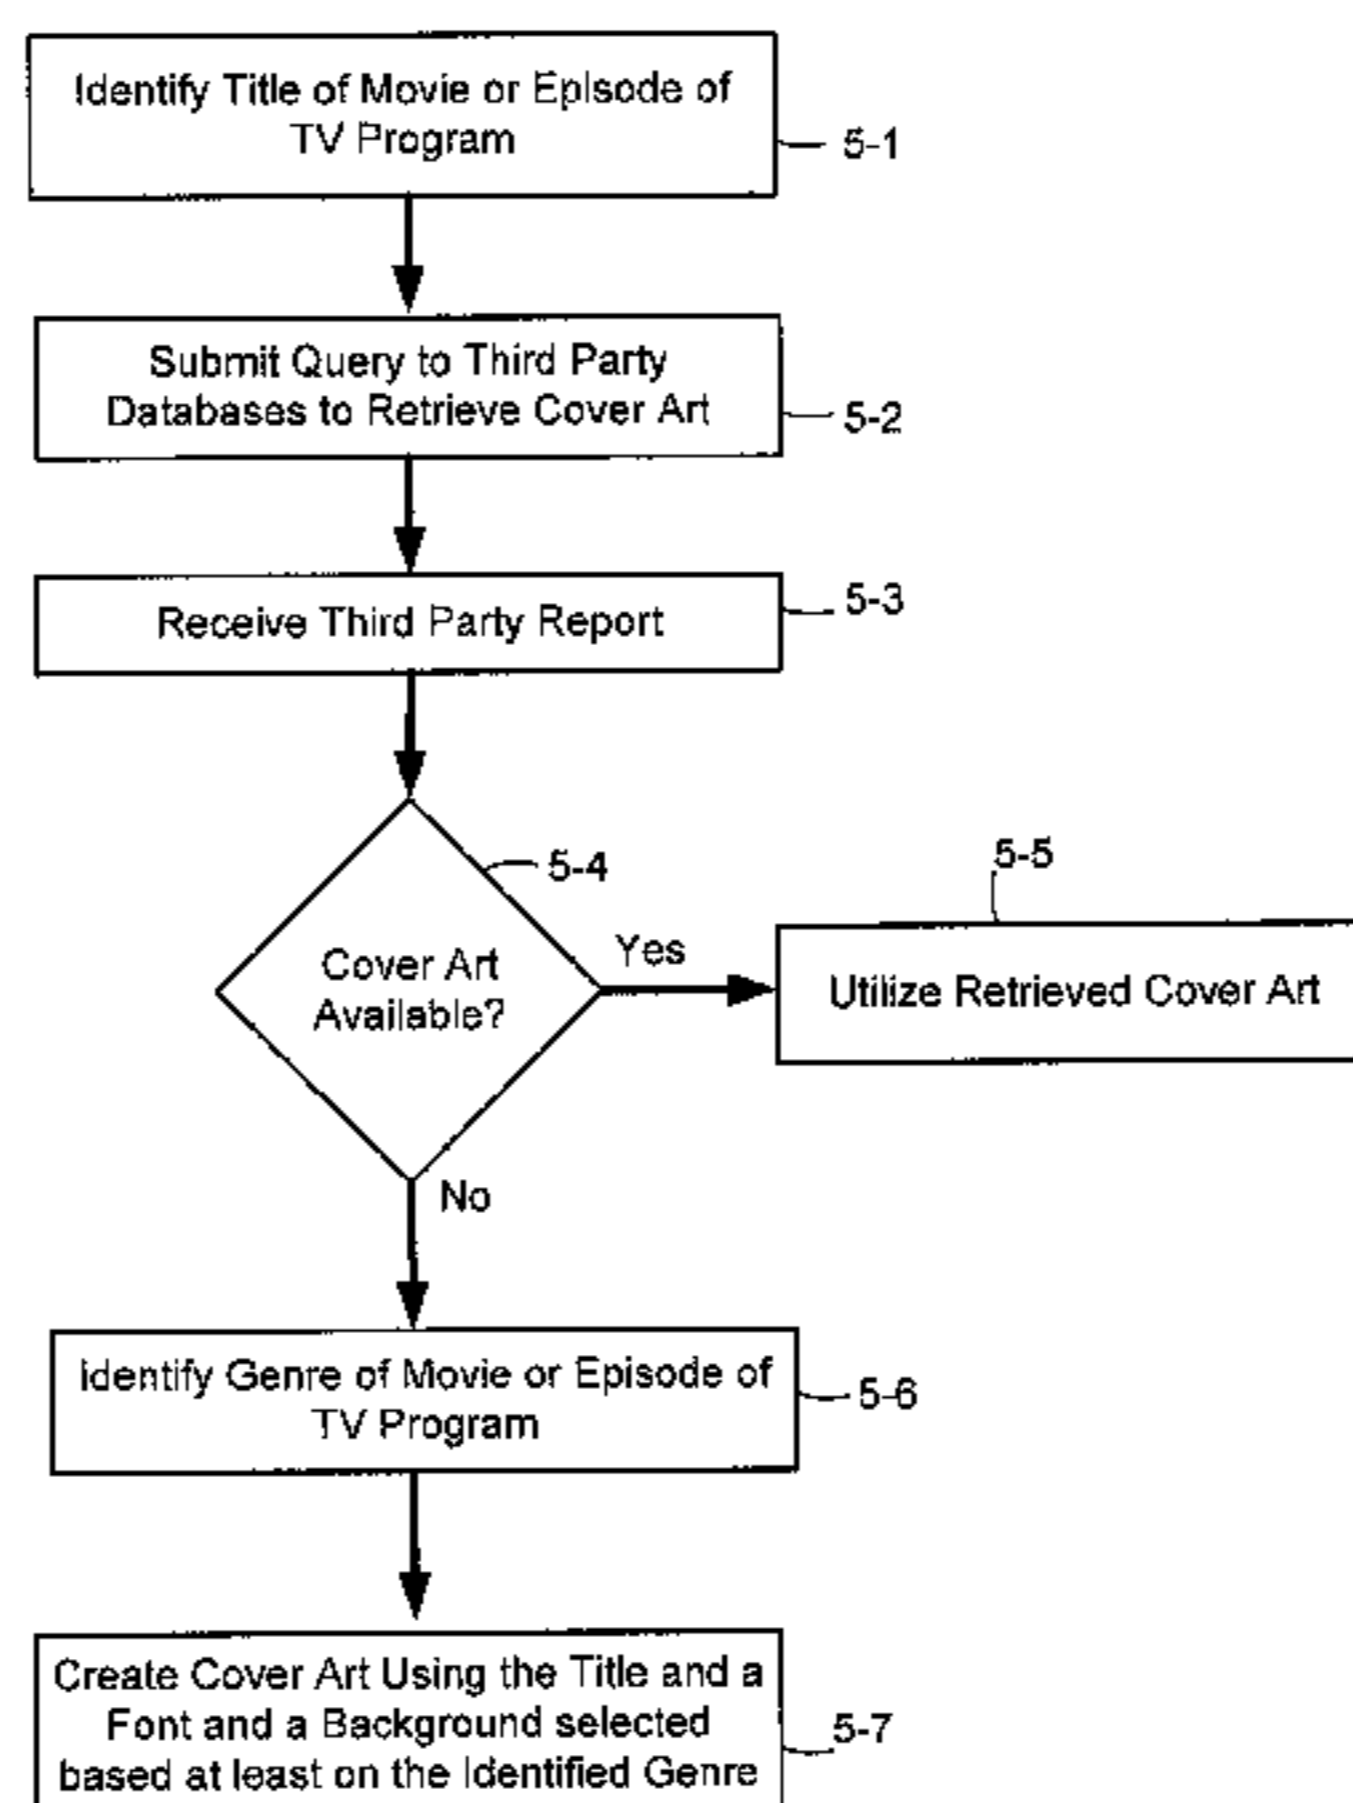 Identify Title of Movie or Episode of
TV Program
5-1
Submit Query to Third Party
Databases to Retrieve Cover Art
5-2
Receive Third Party Report
5-3
5-4
Cover Art
Available?
Yes
5-5
Utilize Retrieved Cover Art
No
Identify Genre of Movie or Episode of
TV Program
5-6
Create Cover Art Using the Title and a
Font and a Background selected
based at least on the Identified Genre
5-7